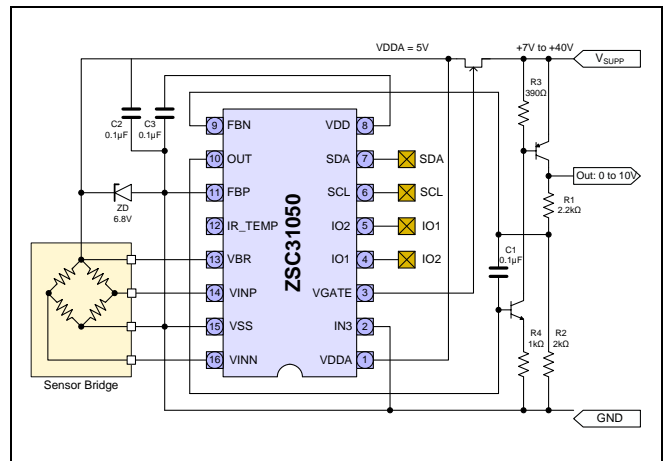 VDDA = 5V
+7V to +40V
VSUPP
R3
390Ω
C2
0.1µF
C3
0.1µF
9 FBN
VDD 8
10 OUT
SDA 7
SDA
Out: 0 to 10V
11 FBP
SCL 6
SCL
ZD
6.8V
R1
2.2kΩ
12 IR_TEMP
IO2 5
IO1
13 VBR
IO1 4
IO2
C1
0.1µF
ZSC31050
14 VINP
VGATE 3
15 VSS
IN3 2
R4
1kΩ
R2
2kΩ
16 VINN
VDDA 1
Sensor Bridge
GND